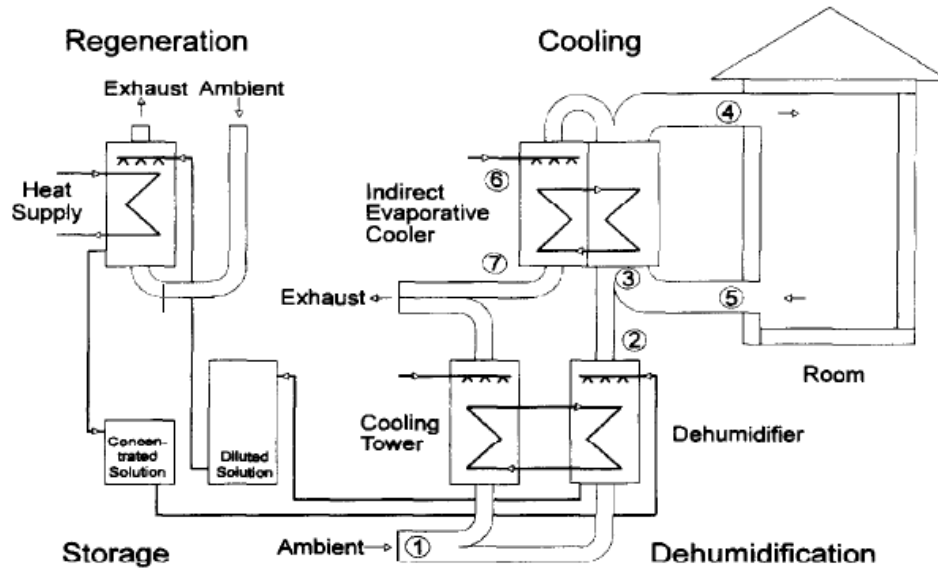 Regeneration
Cooling
Exhaust Ambient
④
⑥
Heat
Supply
Indirect
Evaporative
Cooler
⑦
③
Exhaust
⑤
②
Room
Cooling
Tower
Dehumidifier
Concen-
trated
Solution
Diluted
Solution
Ambient
①
Storage
Dehumidification